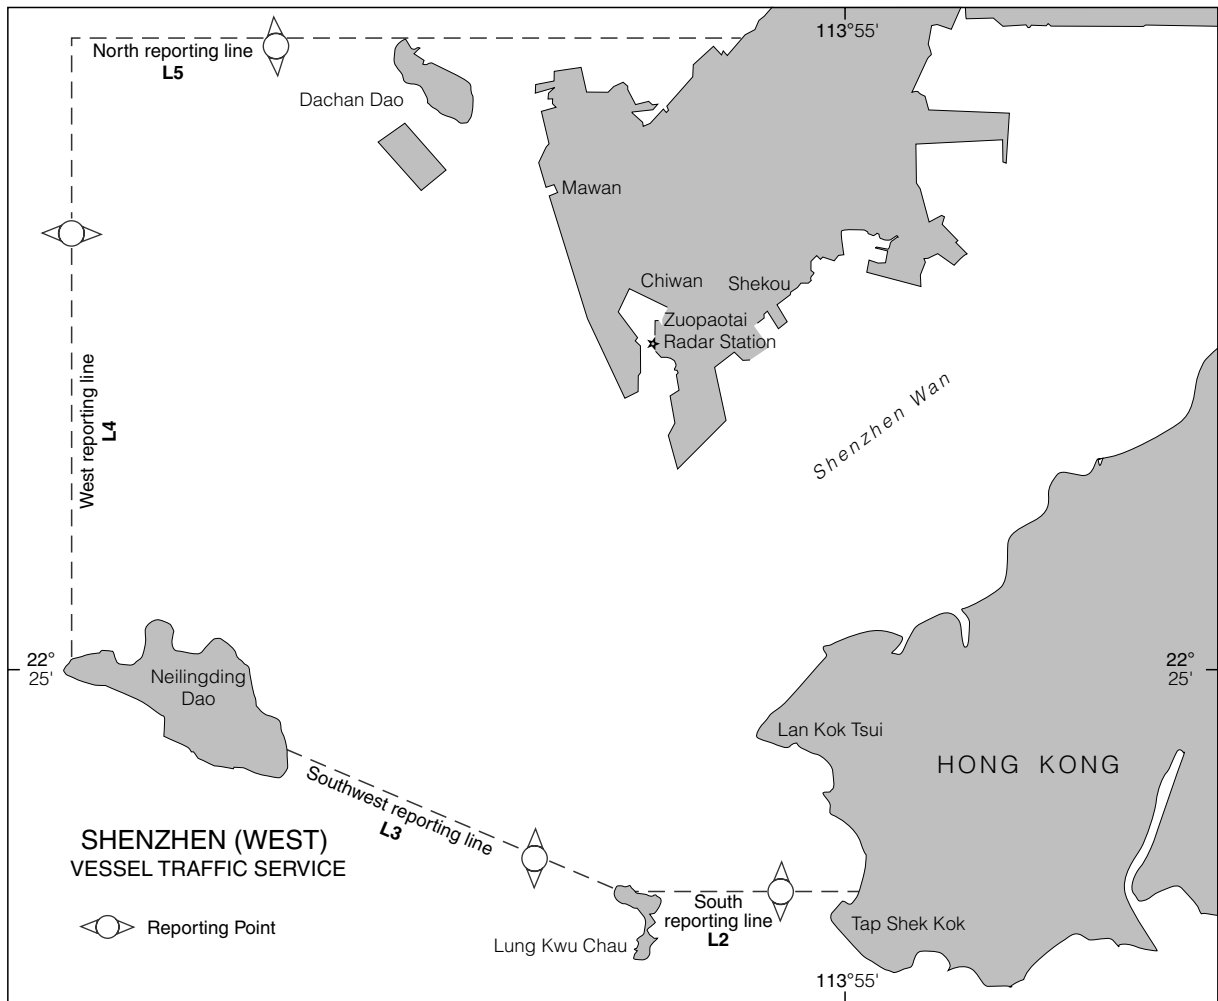 113°55'
North reporting line
L5
Dachan Dao
Mawan
Chiwan
Shekou
Zuopaotai
Radar Station
West reporting line
L4
Shenzhen Wan
22°
25'
22°
25'
Neilingding
Dao
Lan Kok Tsui
HONG KONG
Southwest reporting line
L3
SHENZHEN (WEST)
VESSEL TRAFFIC SERVICE
South
reporting line
L2
Reporting Point
Lung Kwu Chau
Tap Shek Kok
113°55'